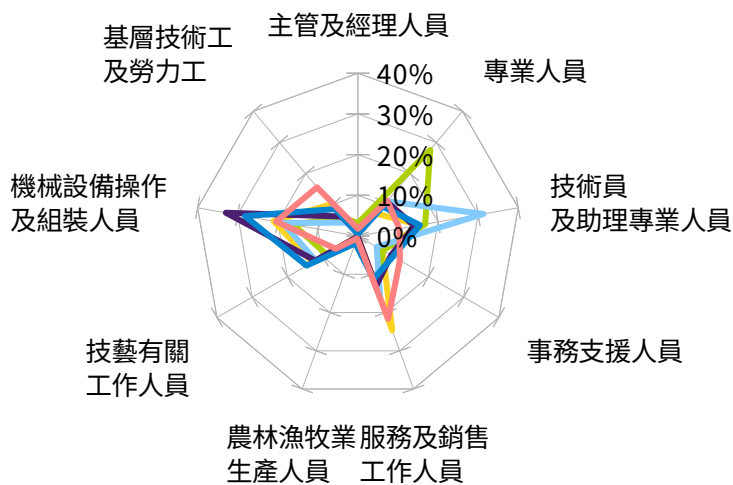 主管及經理人員
基層技術工
及勞力工
專業人員
40%
30%
20%
10%
0%
機械設備操作
及組裝人員
技術員
及助理專業人員
技藝有關
工作人員
事務支援人員
農林漁牧業
生產人員
服務及銷售
工作人員